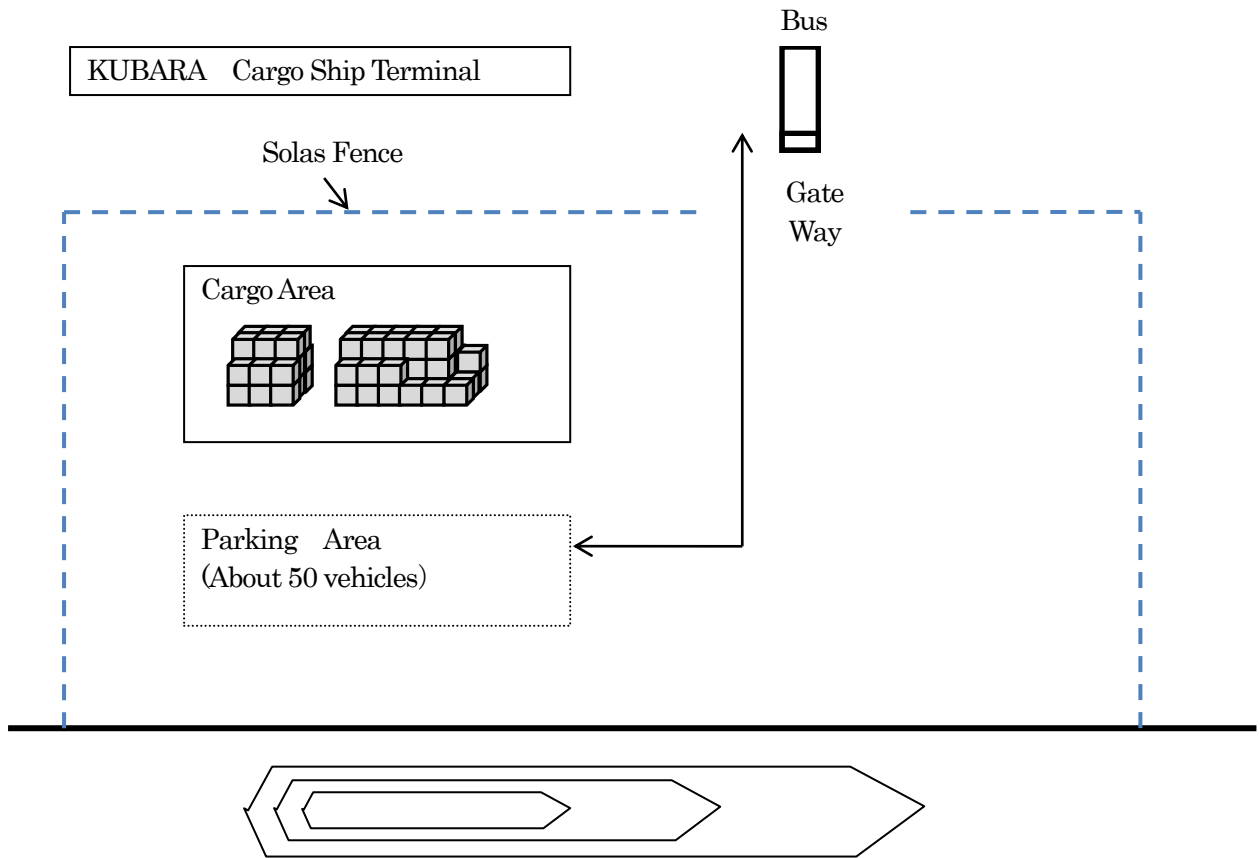 Bus
KUBARA Cargo Ship Terminal
Solas Fence
Gate
Way
Cargo Area
Parking Area
(About 50 vehicles)